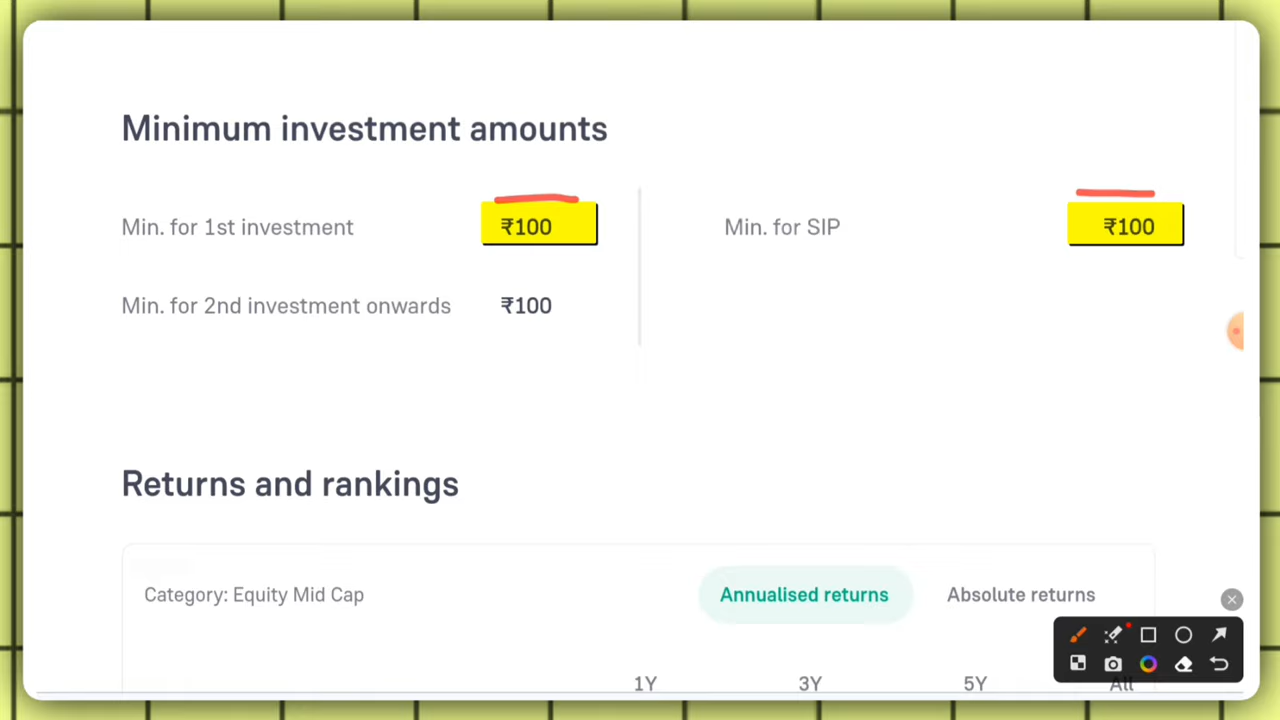 Minimum investment amounts
Min. for 1st investment ₹100 Min. for SIP ₹100
Min. for 2nd investment onwards ₹100
Returns and rankings
Category: Equity Mid Cap Annualised returns Absolute returns
1Y 3Y 5Y All